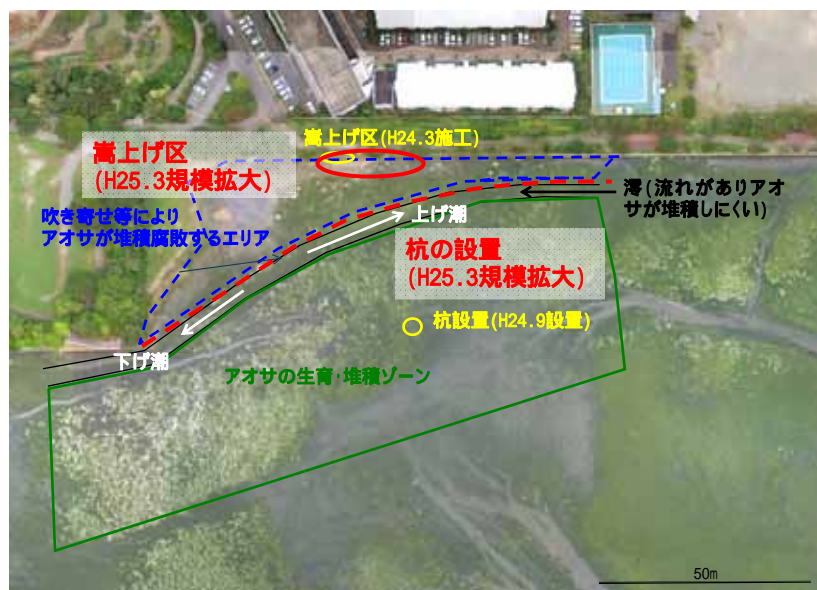 嵩上げ区(H24.3施工)
嵩上げ区
(H25.3規模拡大)
澪(流れがありアオ
サが堆積しにくい)
吹き寄せ等により
アオサが堆積腐敗するエリア
上げ潮
杭の設置
(H25.3規模拡大)
杭設置(H24.9設置)
下げ潮
アオサの生育・堆積ゾーン
50m